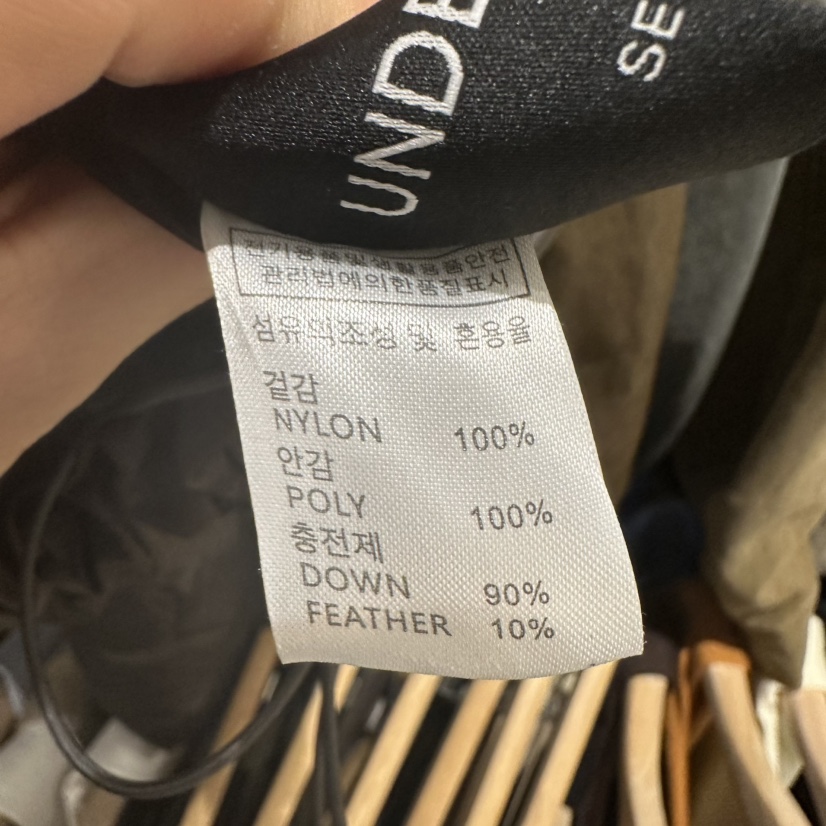 UNDE
SE
전기용품및생활용품안전
관리법에의한품질표시
섬유의조성 및 혼용율
겉감
NYLON 100%
안감
POLY 100%
충전제
DOWN 90%
FEATHER 10%